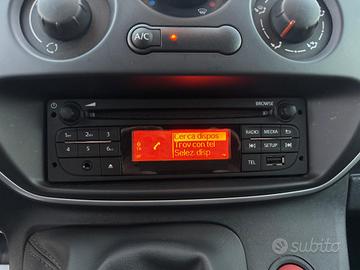 A/C
BROWSE
Cerca dispos
Trov con tel
Selez. disp
1 2 3
4 5 6
RADIO MEDIA
SETUP
TEL
subito